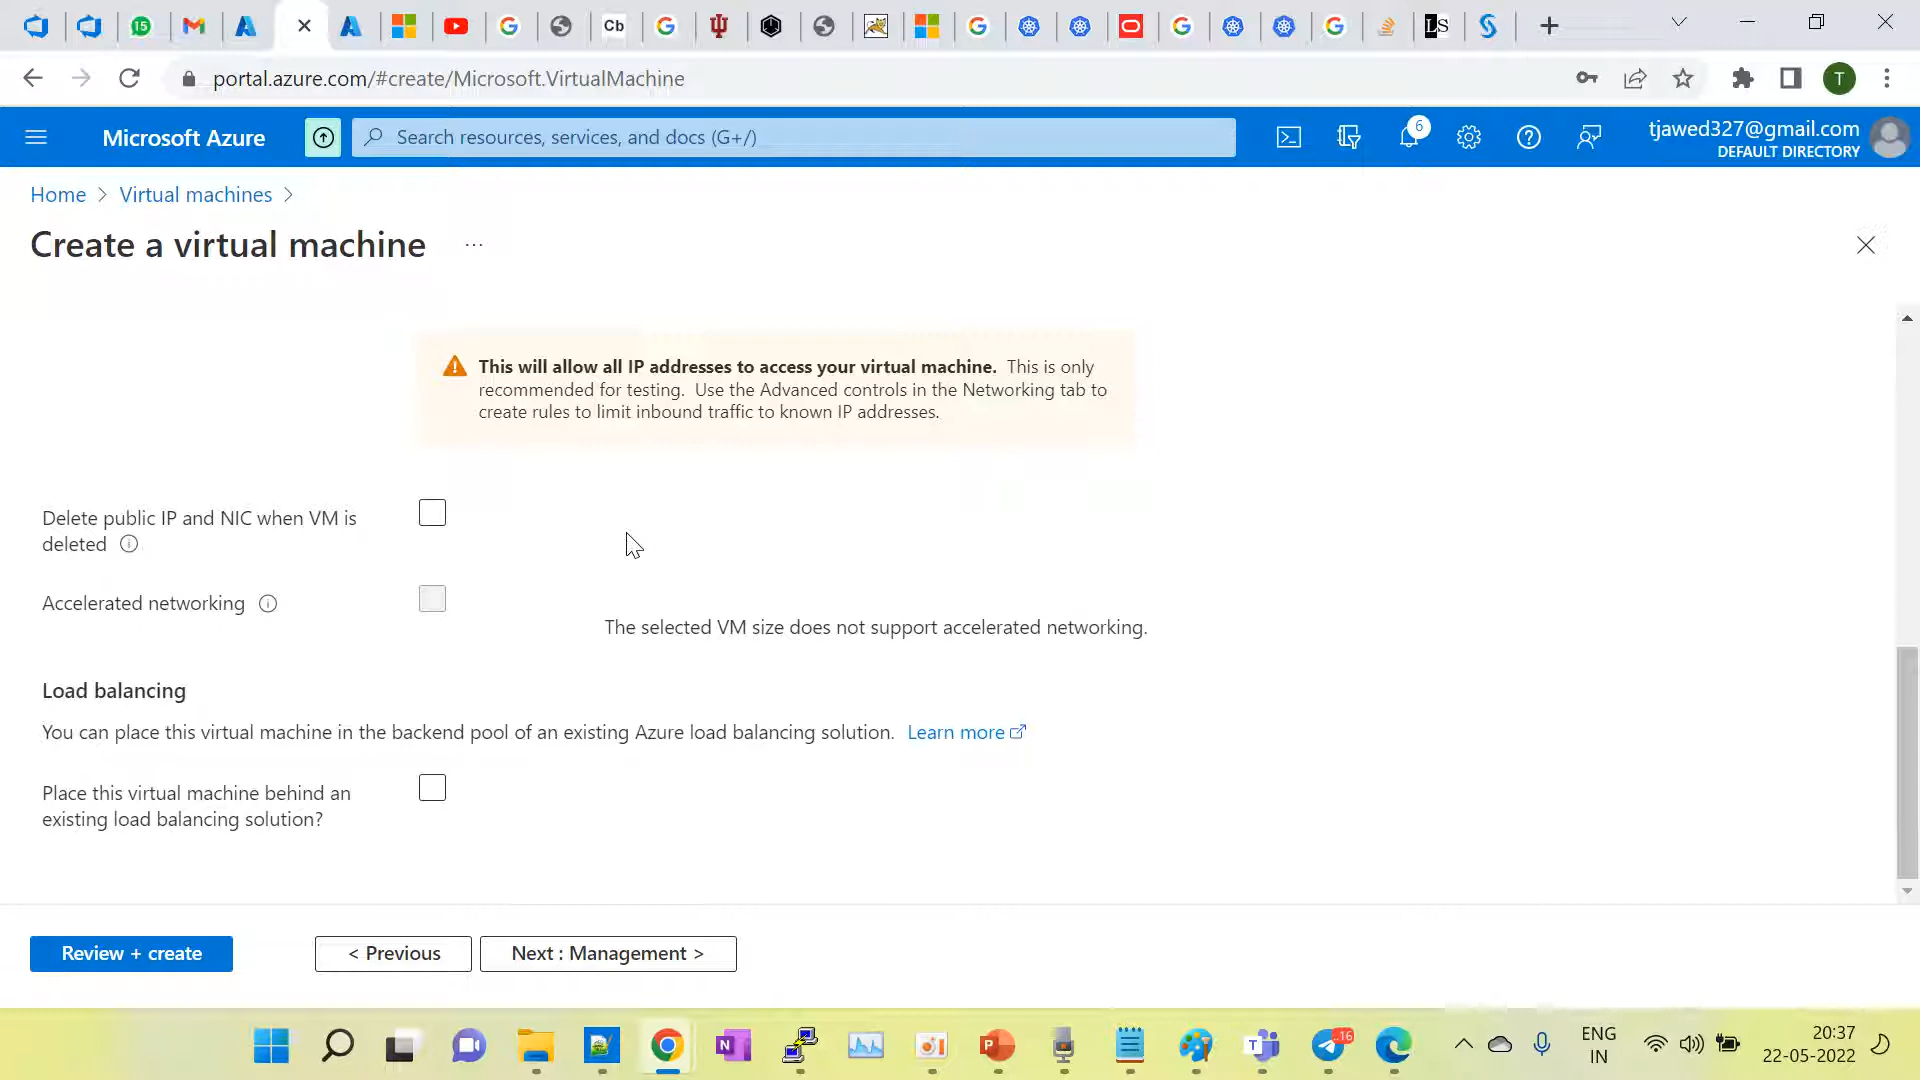 15
Cb
LS
portal.azure.com/#create/Microsoft.VirtualMachine
T
Microsoft Azure
Search resources, services, and docs (G+/)
6
tjawed327@gmail.com
DEFAULT DIRECTORY
Home > Virtual machines >
Create a virtual machine ...
This will allow all IP addresses to access your virtual machine. This is only
recommended for testing. Use the Advanced controls in the Networking tab to
create rules to limit inbound traffic to known IP addresses.
Delete public IP and NIC when VM is
deleted
Accelerated networking
The selected VM size does not support accelerated networking.
Load balancing
You can place this virtual machine in the backend pool of an existing Azure load balancing solution. Learn more
Place this virtual machine behind an
existing load balancing solution?
Review + create
< Previous
Next : Management >
16
ENG
IN
20:37
22-05-2022